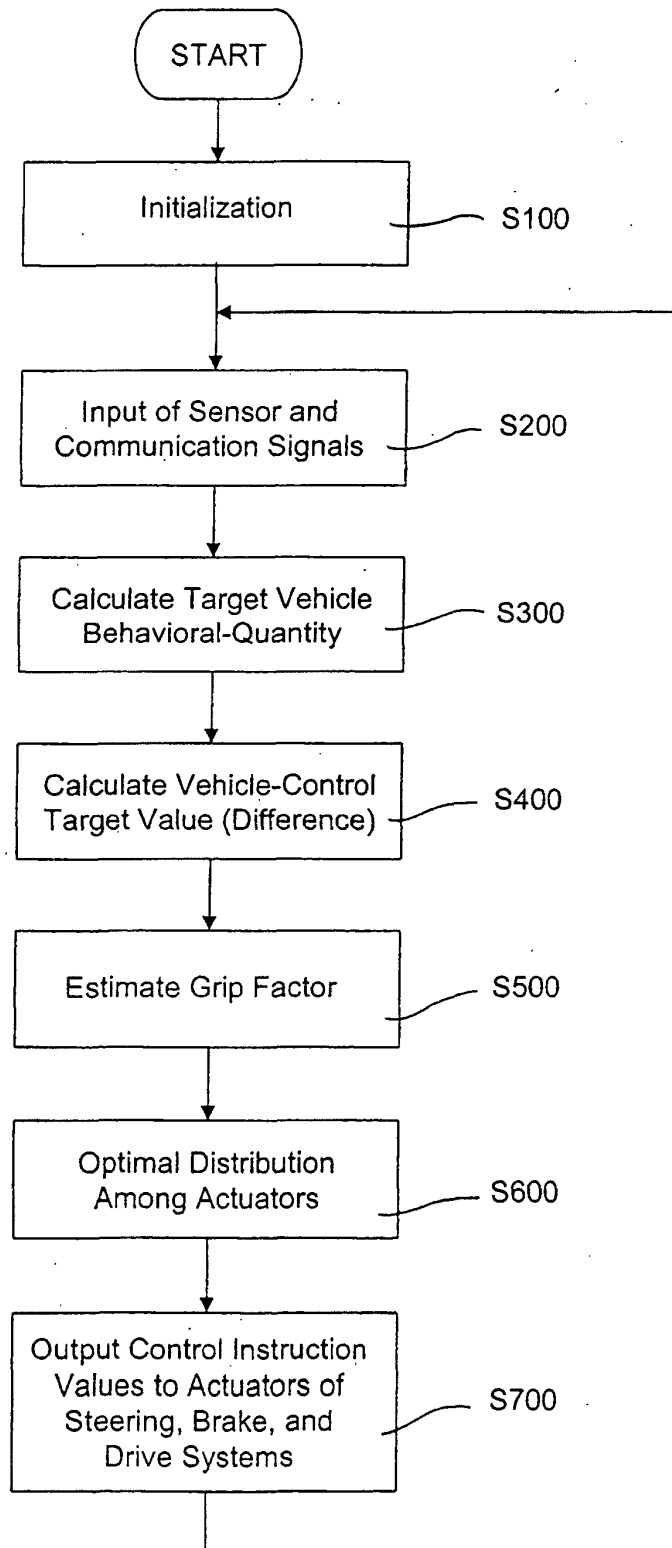 START
Initialization
S100
Input of Sensor and
Communication Signals
S200
Calculate Target Vehicle
Behavioral-Quantity
S300
Calculate Vehicle-Control
Target Value (Difference)
S400
Estimate Grip Factor
S500
Optimal Distribution
Among Actuators
S600
Output Control Instruction
Values to Actuators of
Steering, Brake, and
Drive Systems
S700